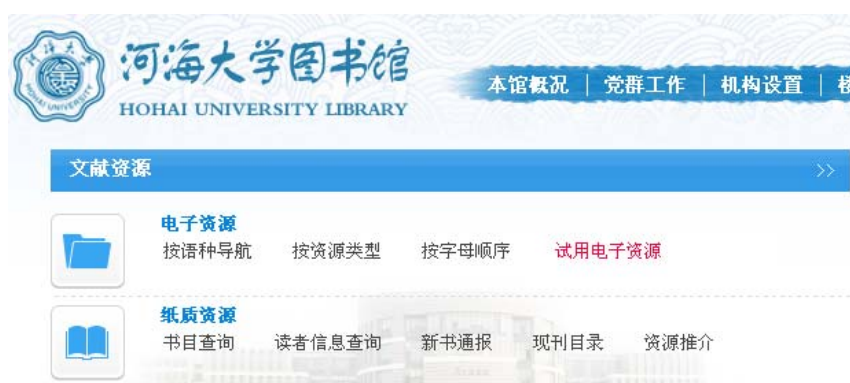 河海大学图书馆
HOHAI UNIVERSITY LIBRARY
本馆概况 | 党群工作 | 机构设置 |
文献资源 >>
电子资源
按语种导航 按资源类型 按字母顺序 试用电子资源
纸质资源
书目查询 读者信息查询 新书通报 现刊目录 资源推介